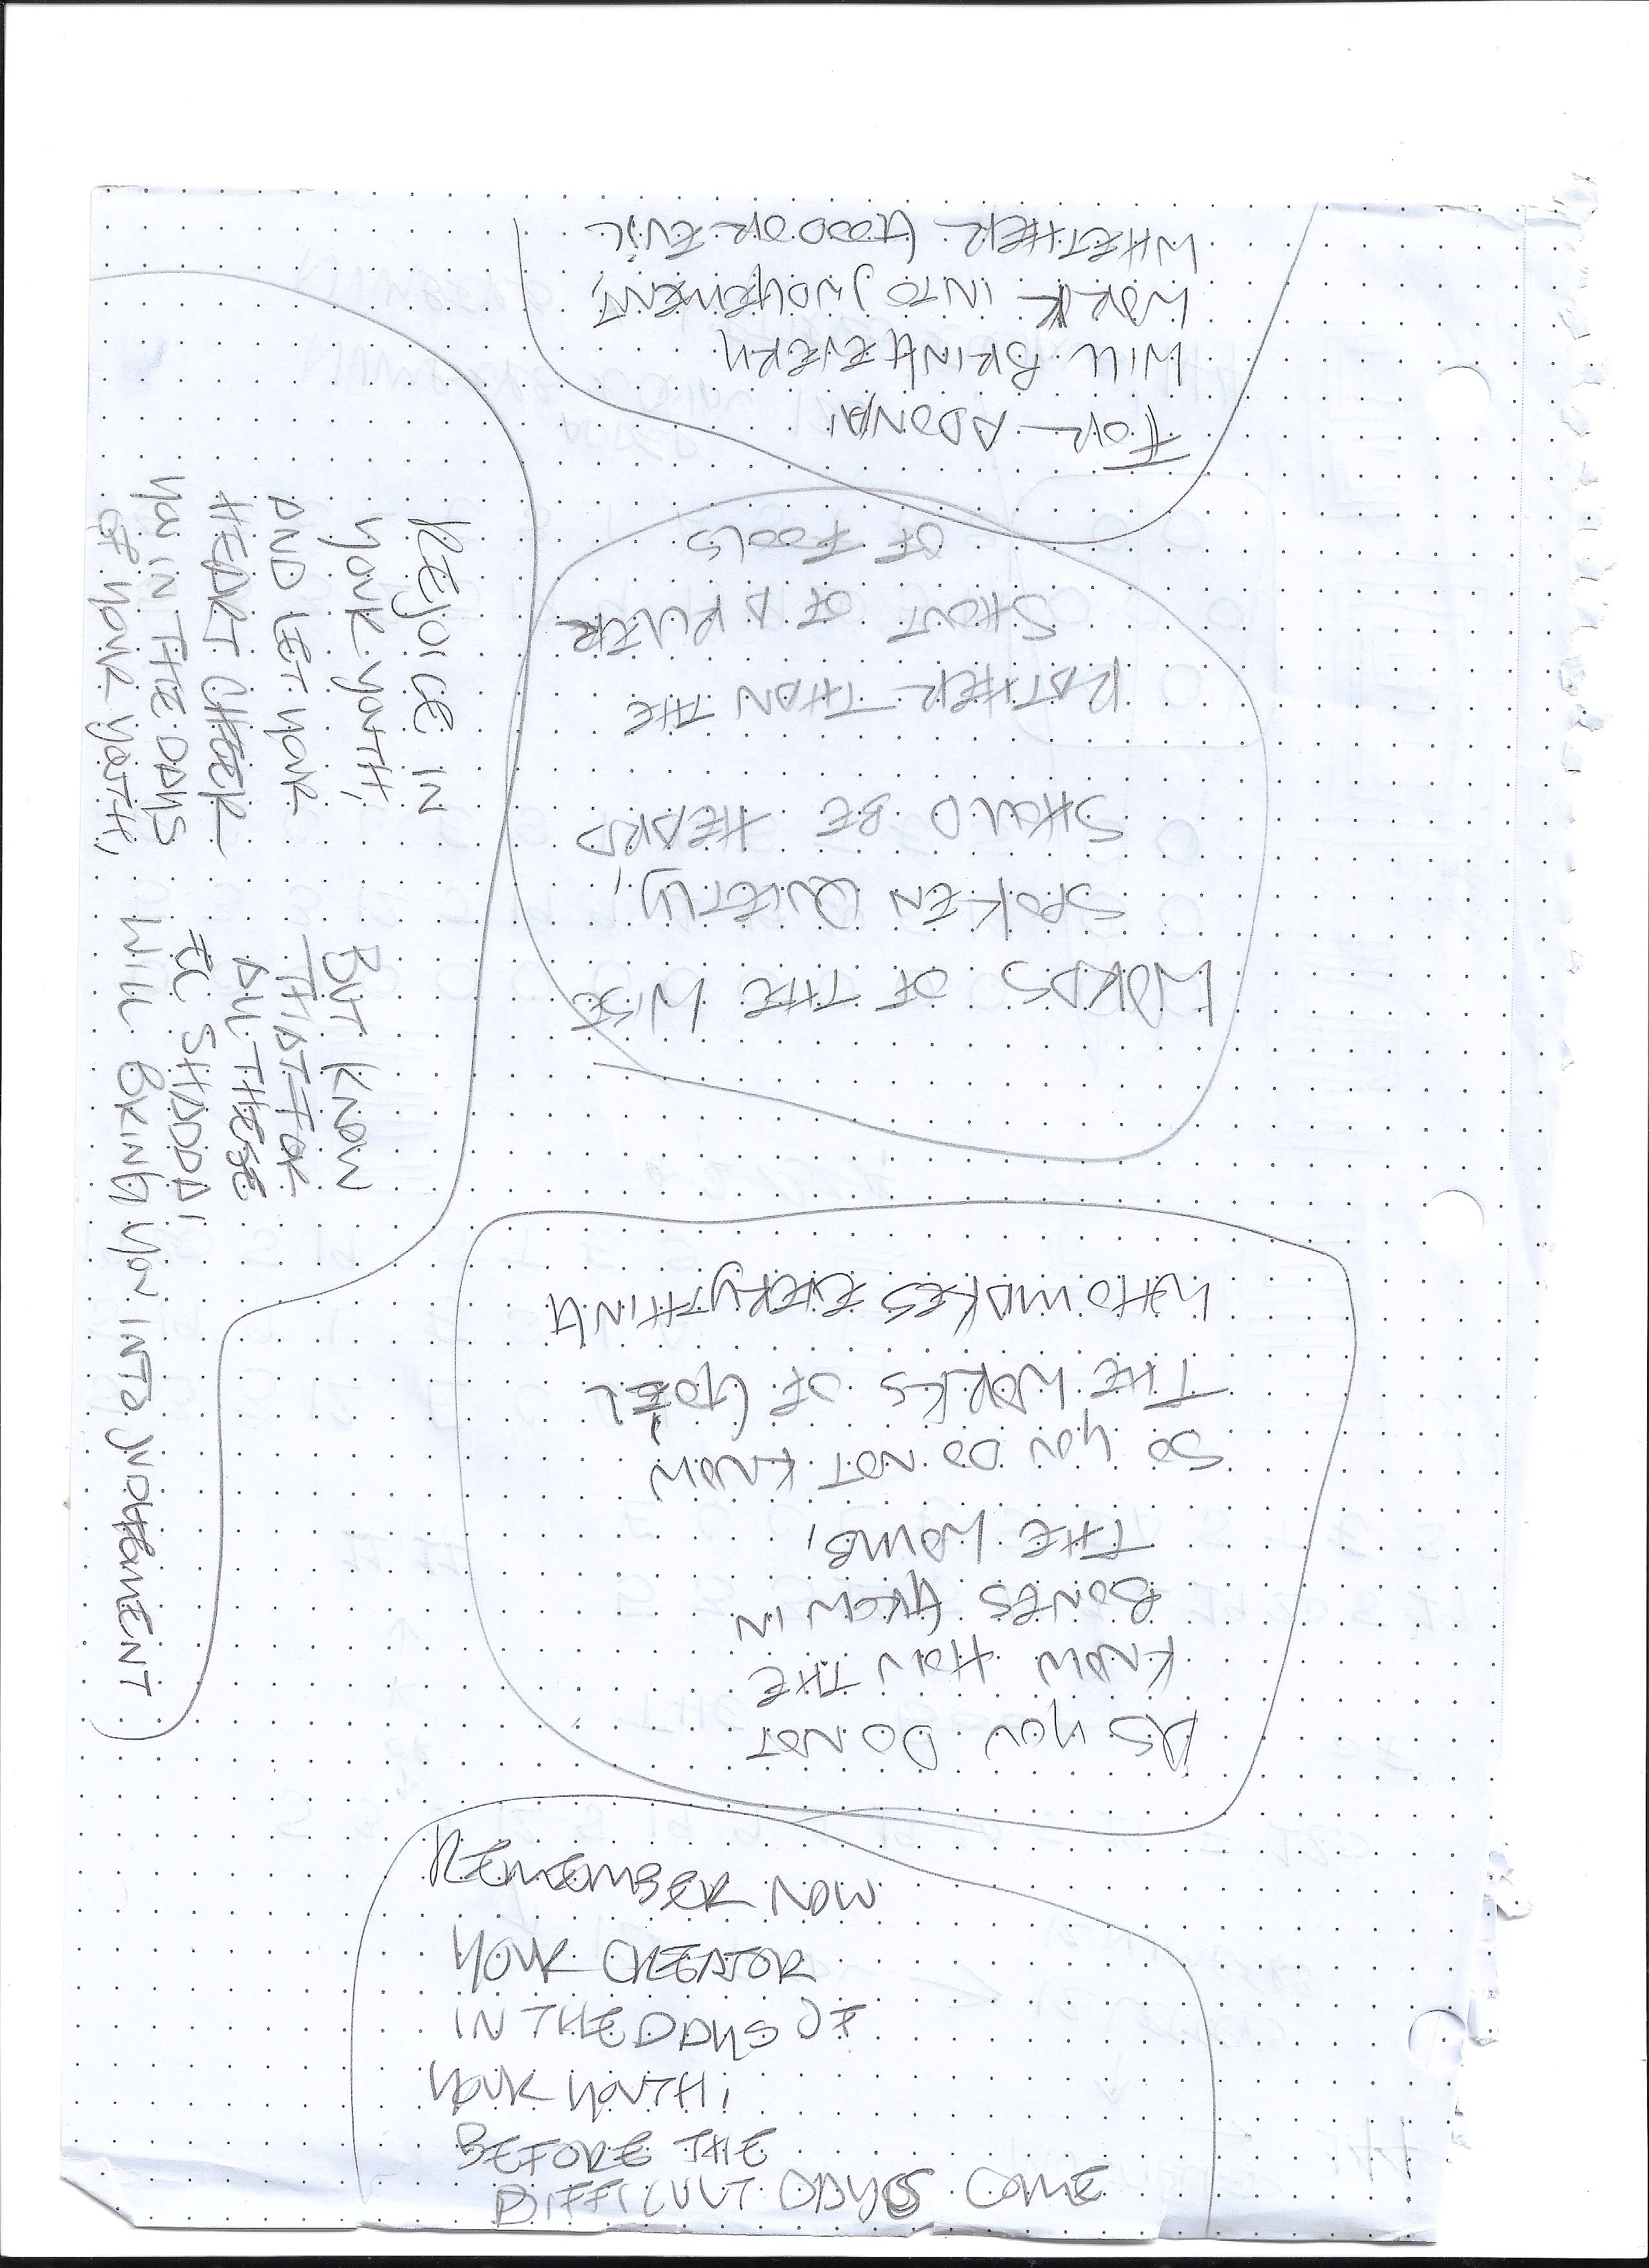 REMEMBER NOW
YOUR CREATOR
IN THE DAYS OF
YOUR YOUTH,
BEFORE THE
DIFFICULT DAYS COME
AS YOU DO NOT
KNOW HOW THE
BONES GROW IN
THE WOMB,
SO YOU DO NOT KNOW
THE WORKS OF
WHO MAKES EVERYTHING
WORDS OF THE WISE
SPOKEN QUIETLY,
SHOULD BE HEARD
RATHER THAN THE
SHOUT OF A RULER
OF FOOLS
FOR ADONAI
WILL BRING EVERY
WORK INTO JUDGEMENT,
WHETHER GOOD OR EVIL
REJOICE IN
YOUR YOUTH,
AND LET YOUR
HEART CHEER
YOU IN THE DAYS
OF YOUR YOUTH,
BUT KNOW
THAT FOR
ALL THESE
EL SHADDAI
WILL BRING YOU INTO JUDGEMENT